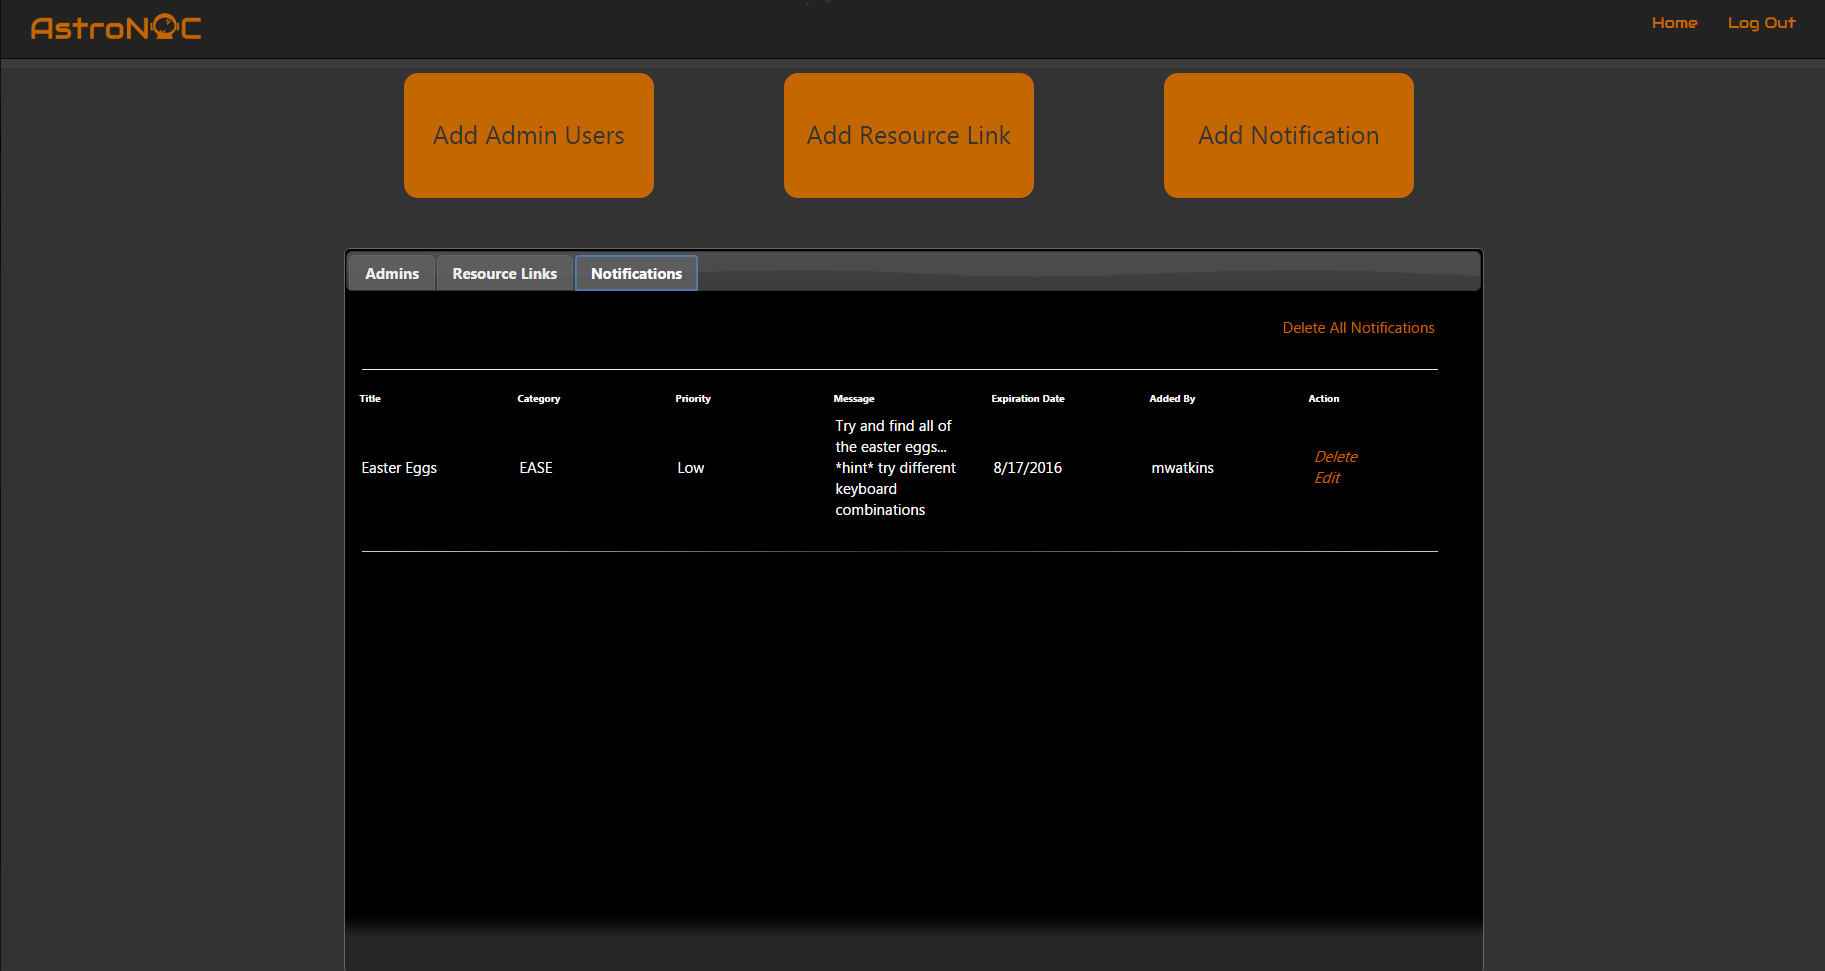 AstroNOC
Home
Log Out
Add Admin Users
Add Resource Link
Add Notification
Admins
Resource Links
Notifications
Delete All Notifications
Title
Category
Priority
Message
Expiration Date
Added By
Action
Easter Eggs
EASE
Low
Try and find all of
the easter eggs...
*hint* try different
keyboard
combinations
8/17/2016
mwatkins
Delete
Edit